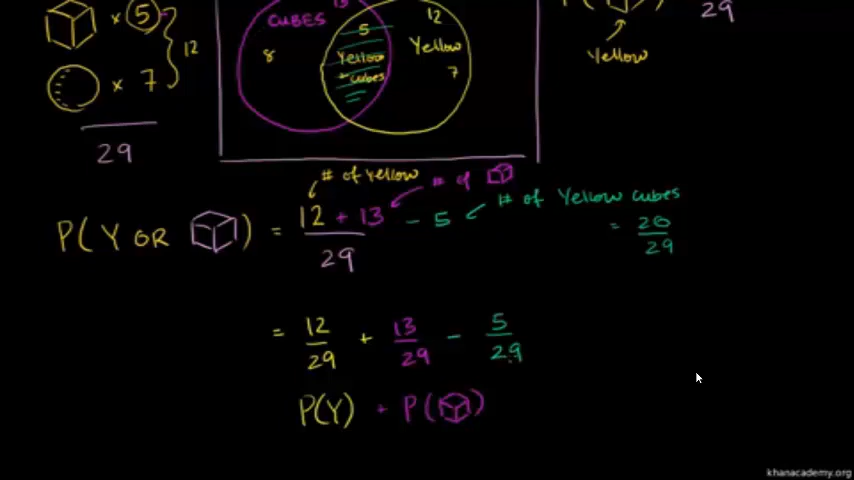 × 5
12
× 7
29
CUBES
8
5
Yellow
+ cubes
12
Yellow
7
Yellow
29
# of Yellow
# of
# of Yellow cubes
P( Y OR ) = 12 + 13 - 5
29
= 20
29
= 12/29 + 13/29 - 5/29
P(Y) + P( )
khanacademy.org